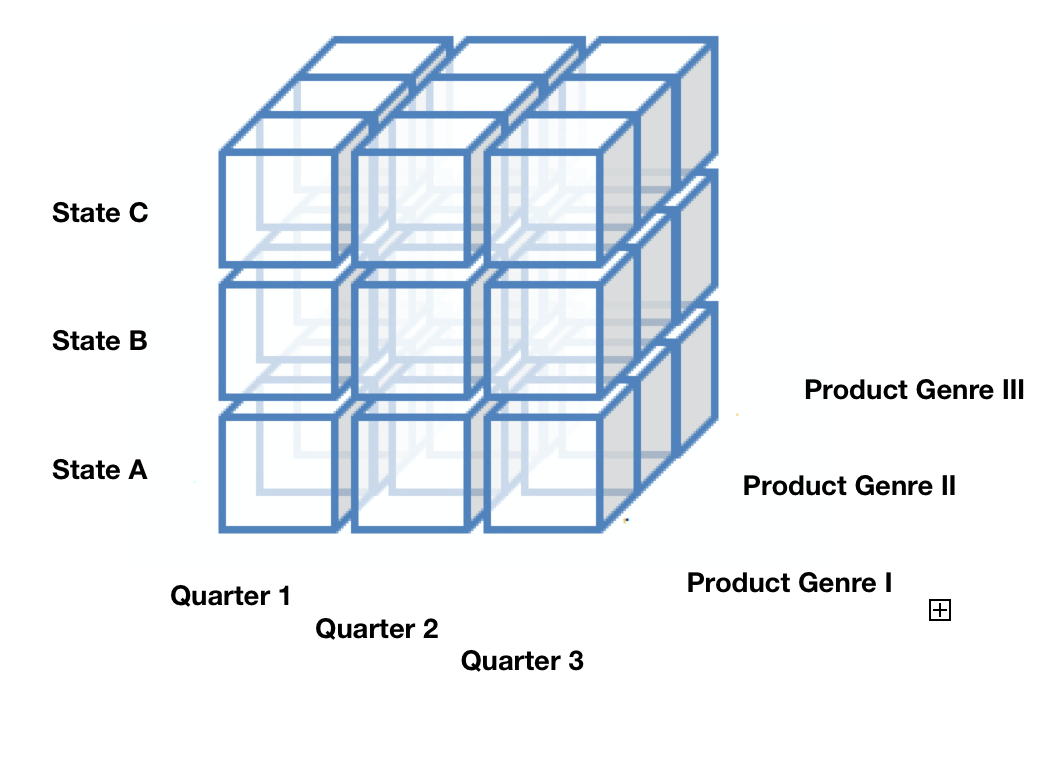 State C
State B
State A
Product Genre III
Product Genre II
Product Genre I
Quarter 1
Quarter 2
Quarter 3